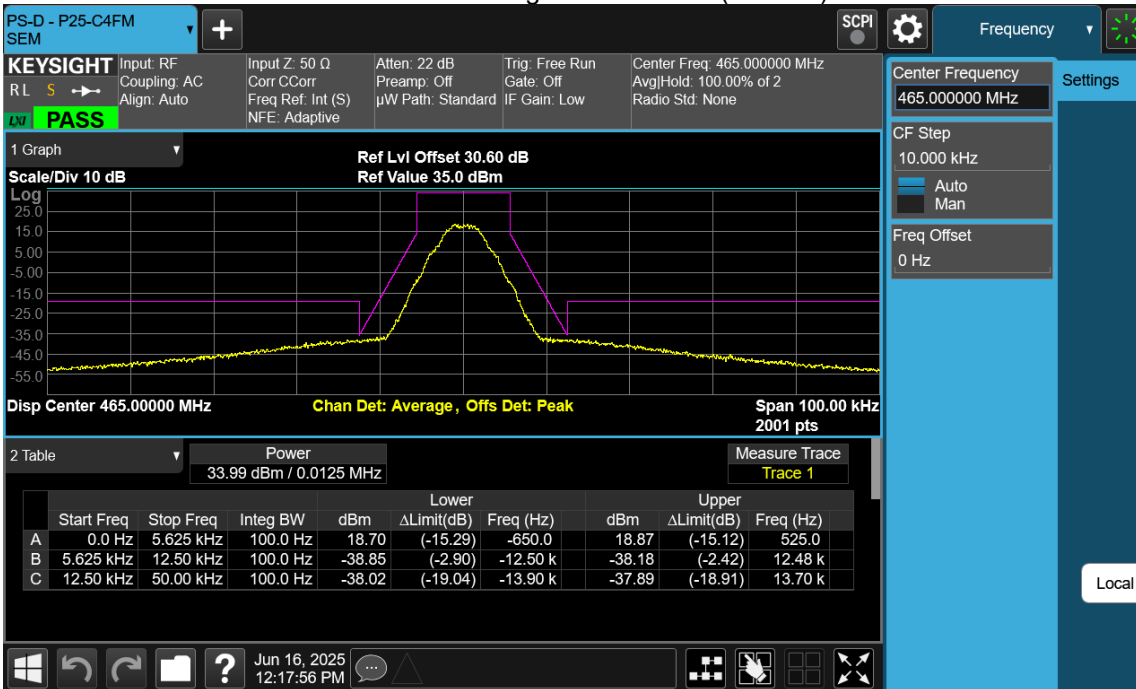 PS-D - P25-C4FM
SEM
SCPI
Frequency
KEYSIGHT
RL S
LXI PASS
Input: RF
Coupling: AC
Align: Auto
Input Z: 50 Ω
Corr CCorr
Freq Ref: Int (S)
NFE: Adaptive
Atten: 22 dB
Preamp: Off
µW Path: Standard
Trig: Free Run
Gate: Off
IF Gain: Low
Center Freq: 465.000000 MHz
Avg|Hold: 100.00% of 2
Radio Std: None
Center Frequency
465.000000 MHz
Settings
CF Step
10.000 kHz
Auto
Man
Freq Offset
0 Hz
1 Graph
Scale/Div 10 dB
Ref Lvl Offset 30.60 dB
Ref Value 35.0 dBm
Log
25.0
15.0
5.00
-5.00
-15.0
-25.0
-35.0
-45.0
-55.0
Disp Center 465.00000 MHz
Chan Det: Average , Offs Det: Peak
Span 100.00 kHz
2001 pts
2 Table
Power
33.99 dBm / 0.0125 MHz
Measure Trace
Trace 1
Lower Upper
Start Freq Stop Freq Integ BW dBm ∆Limit(dB) Freq (Hz) dBm ∆Limit(dB) Freq (Hz)
A 0.0 Hz 5.625 kHz 100.0 Hz 18.70 (-15.29) -650.0 18.87 (-15.12) 525.0
B 5.625 kHz 12.50 kHz 100.0 Hz -38.85 (-2.90) -12.50 k -38.18 (-2.42) 12.48 k
C 12.50 kHz 50.00 kHz 100.0 Hz -38.02 (-19.04) -13.90 k -37.89 (-18.91) 13.70 k
Local
?
Jun 16, 2025
12:17:56 PM